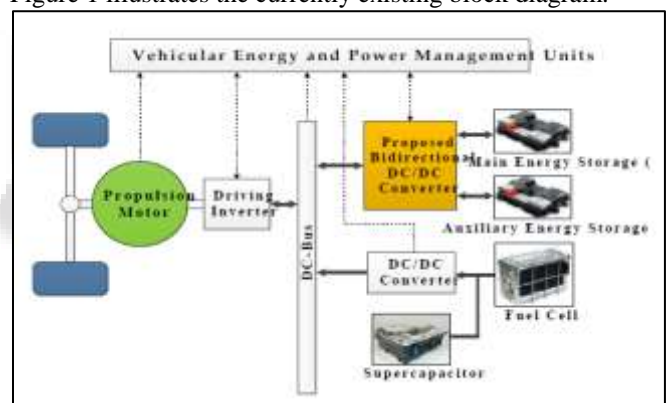 Figure 1 illustrates the currently existing block diagram.
Vehicular Energy and Power Management Units
Proposed
Bidirectional
DC/DC
Converter
Main Energy Storage (
Propulsion
Motor
Driving
Inverter
DC-Bus
Auxiliary Energy Storage
DC/DC
Converter
Fuel Cell
Supercapacitor